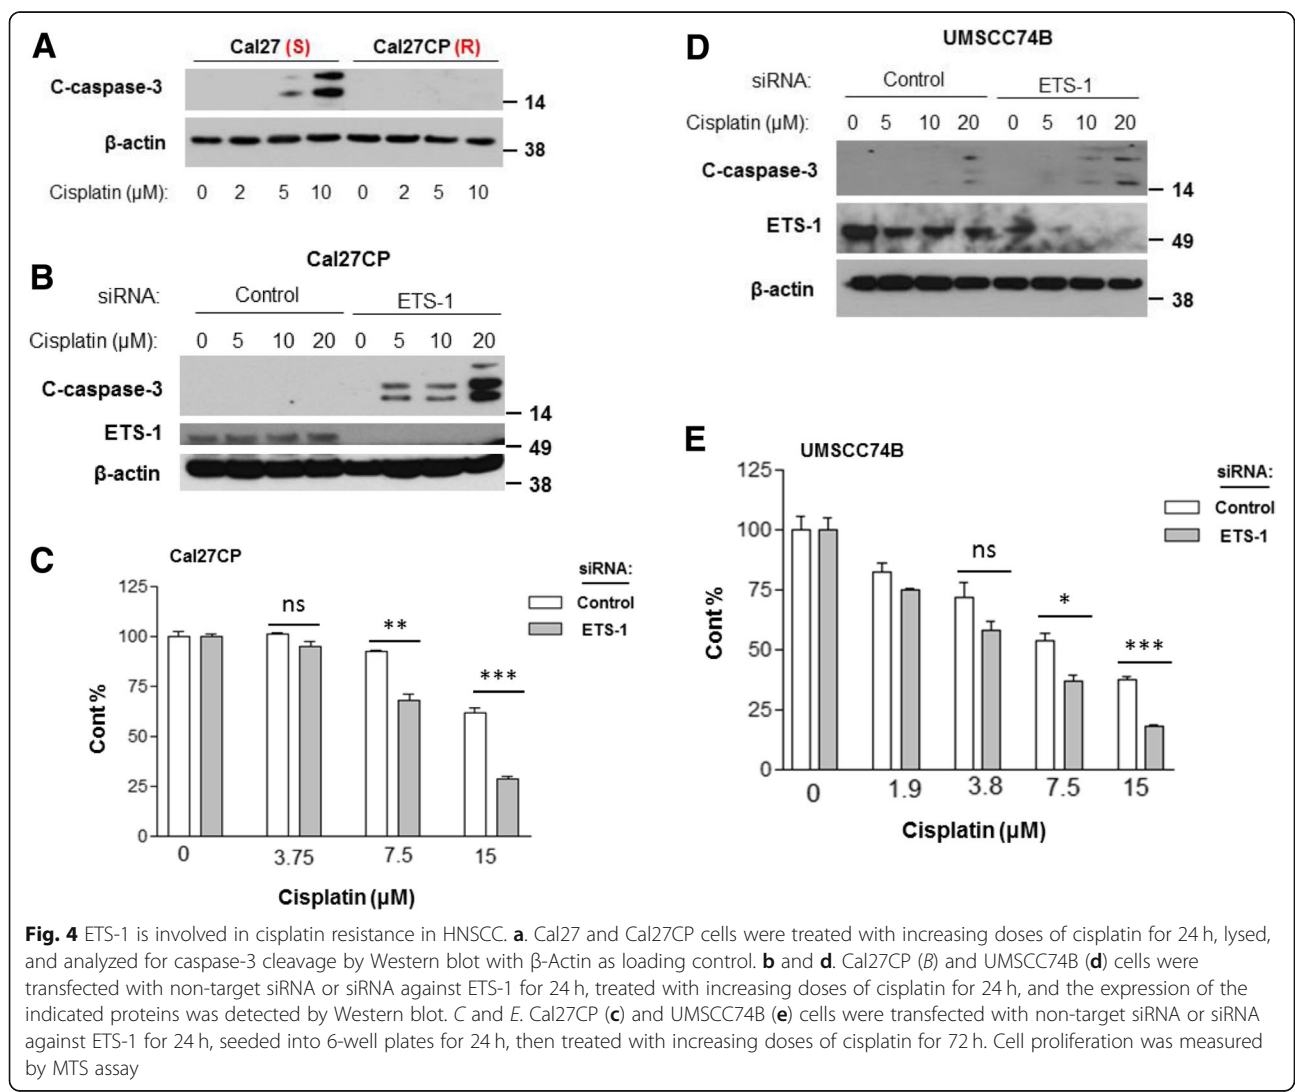 A
Cal27 (S) Cal27CP (R)
C-caspase-3
14
β-actin
38
Cisplatin (μM): 0 2 5 10 0 2 5 10
B
Cal27CP
siRNA: Control ETS-1
Cisplatin (μM): 0 5 10 20 0 5 10 20
C-caspase-3
14
ETS-1
49
β-actin
38
C
Cal27CP
siRNA:
Control
ETS-1
125
100
75
50
25
0
Cont %
ns
**
***
0 3.75 7.5 15
Cisplatin (μM)
D
UMSCC74B
siRNA: Control ETS-1
Cisplatin (μM): 0 5 10 20 0 5 10 20
C-caspase-3
14
ETS-1
49
β-actin
38
E
UMSCC74B
siRNA:
Control
ETS-1
125
100
75
50
25
0
Cont %
ns
*
***
0 1.9 3.8 7.5 15
Cisplatin (μM)
Fig. 4 ETS-1 is involved in cisplatin resistance in HNSCC. a. Cal27 and Cal27CP cells were treated with increasing doses of cisplatin for 24 h, lysed,
and analyzed for caspase-3 cleavage by Western blot with β-Actin as loading control. b and d. Cal27CP (B) and UMSCC74B (d) cells were
transfected with non-target siRNA or siRNA against ETS-1 for 24 h, treated with increasing doses of cisplatin for 24 h, and the expression of the
indicated proteins was detected by Western blot. C and E. Cal27CP (c) and UMSCC74B (e) cells were transfected with non-target siRNA or siRNA
against ETS-1 for 24 h, seeded into 6-well plates for 24 h, then treated with increasing doses of cisplatin for 72 h. Cell proliferation was measured
by MTS assay